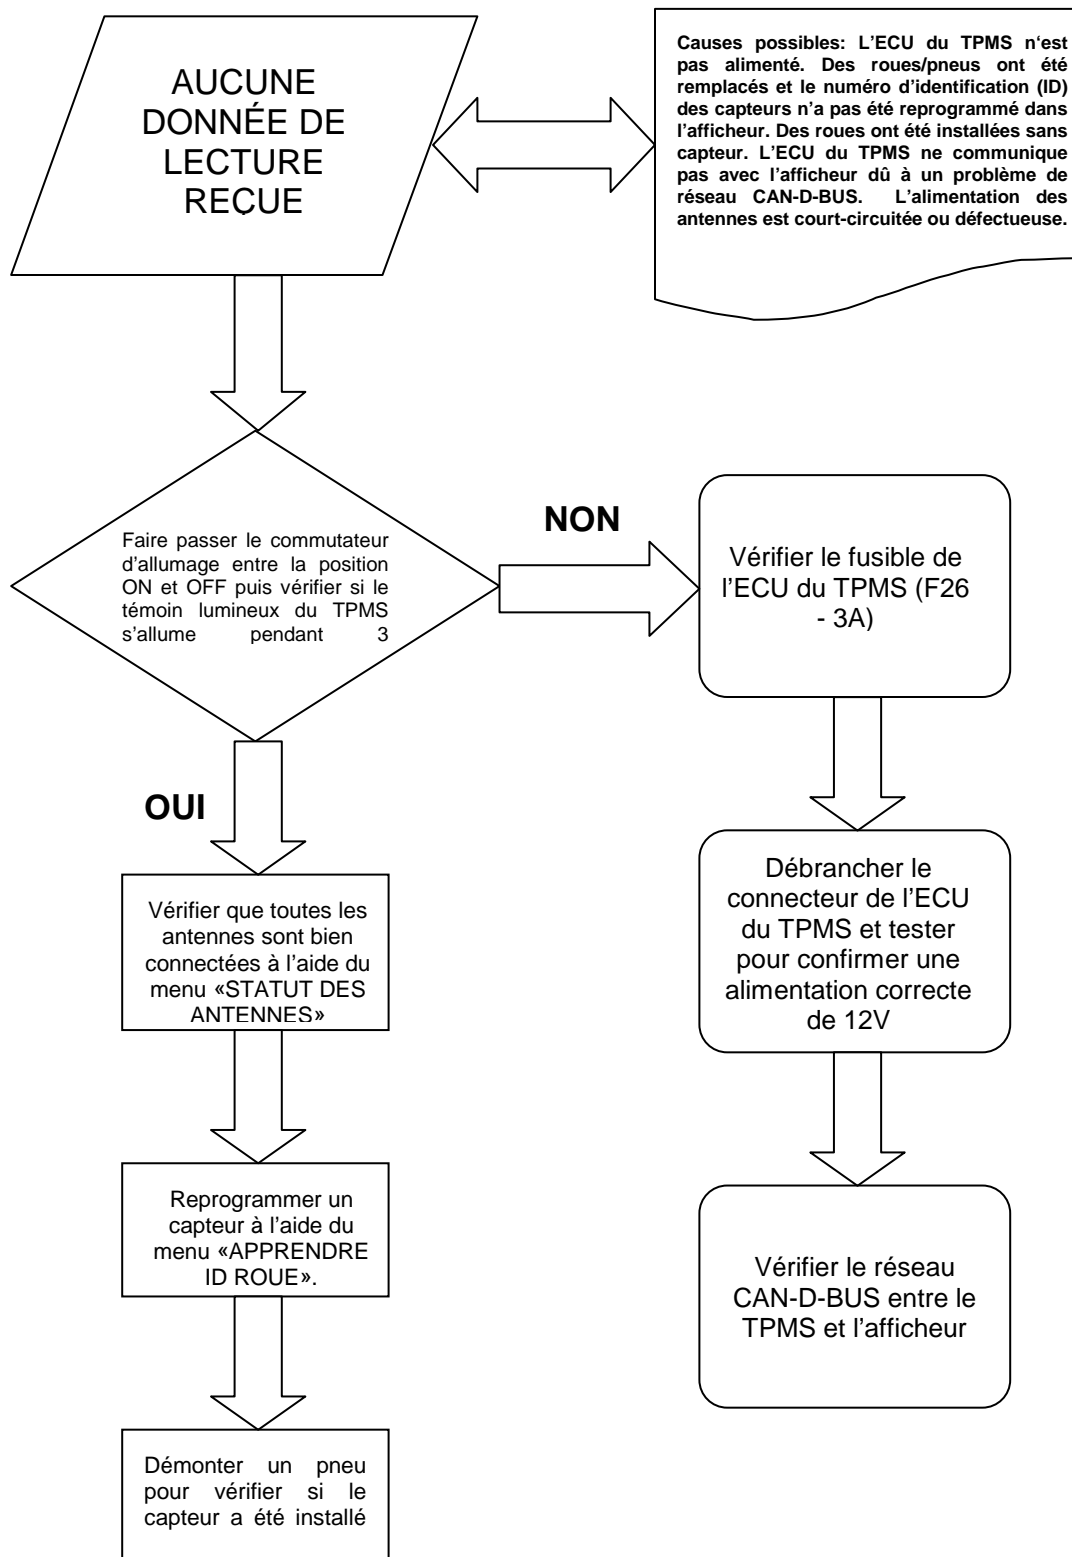 AUCUNE
DONNÉE DE
LECTURE
REÇUE
Causes possibles: L’ECU du TPMS n‘est
pas alimenté. Des roues/pneus ont été
remplacés et le numéro d’identification (ID)
des capteurs n’a pas été reprogrammé dans
l’afficheur. Des roues ont été installées sans
capteur. L’ECU du TPMS ne communique
pas avec l’afficheur dû à un problème de
réseau CAN-D-BUS. L’alimentation des
antennes est court-circuitée ou défectueuse.
Faire passer le commutateur
d’allumage entre la position
ON et OFF puis vérifier si le
témoin lumineux du TPMS
s’allume pendant 3
NON
Vérifier le fusible de
l’ECU du TPMS (F26
- 3A)
OUI
Débrancher le
connecteur de l’ECU
du TPMS et tester
pour confirmer une
alimentation correcte
de 12V
Vérifier que toutes les
antennes sont bien
connectées à l’aide du
menu «STATUT DES
ANTENNES»
Reprogrammer un
capteur à l’aide du
menu «APPRENDRE
ID ROUE».
Vérifier le réseau
CAN-D-BUS entre le
TPMS et l’afficheur
Démonter un pneu
pour vérifier si le
capteur a été installé